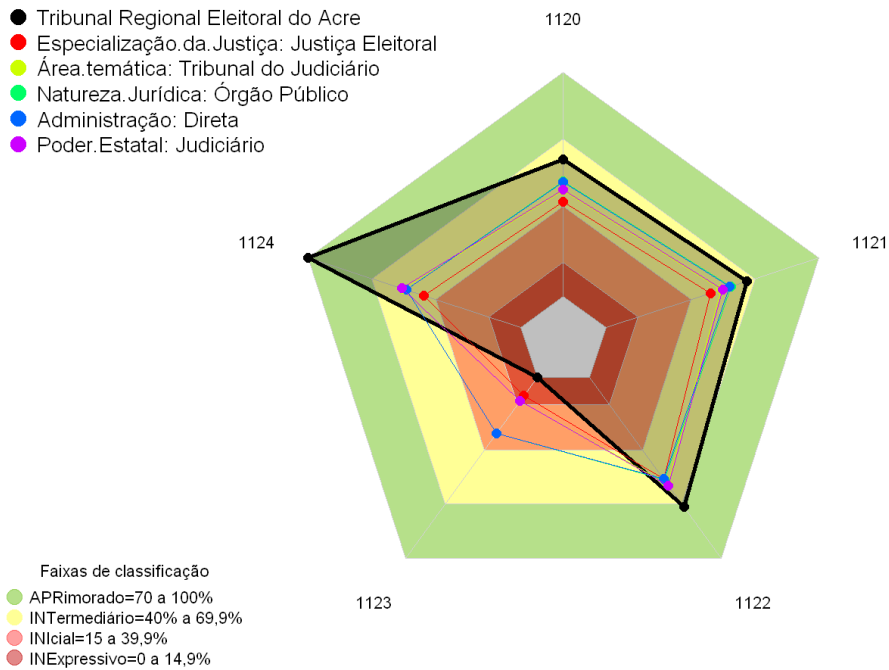 Tribunal Regional Eleitoral do Acre
Especialização.da.Justiça: Justiça Eleitoral
Área.temática: Tribunal do Judiciário
Natureza.Jurídica: Órgão Público
Administração: Direta
Poder.Estatal: Judiciário
1120
1121
1124
1123
1122
Faixas de classificação
APRimorado=70 a 100%
INTermediário=40% a 69,9%
INIcial=15 a 39,9%
INExpressivo=0 a 14,9%